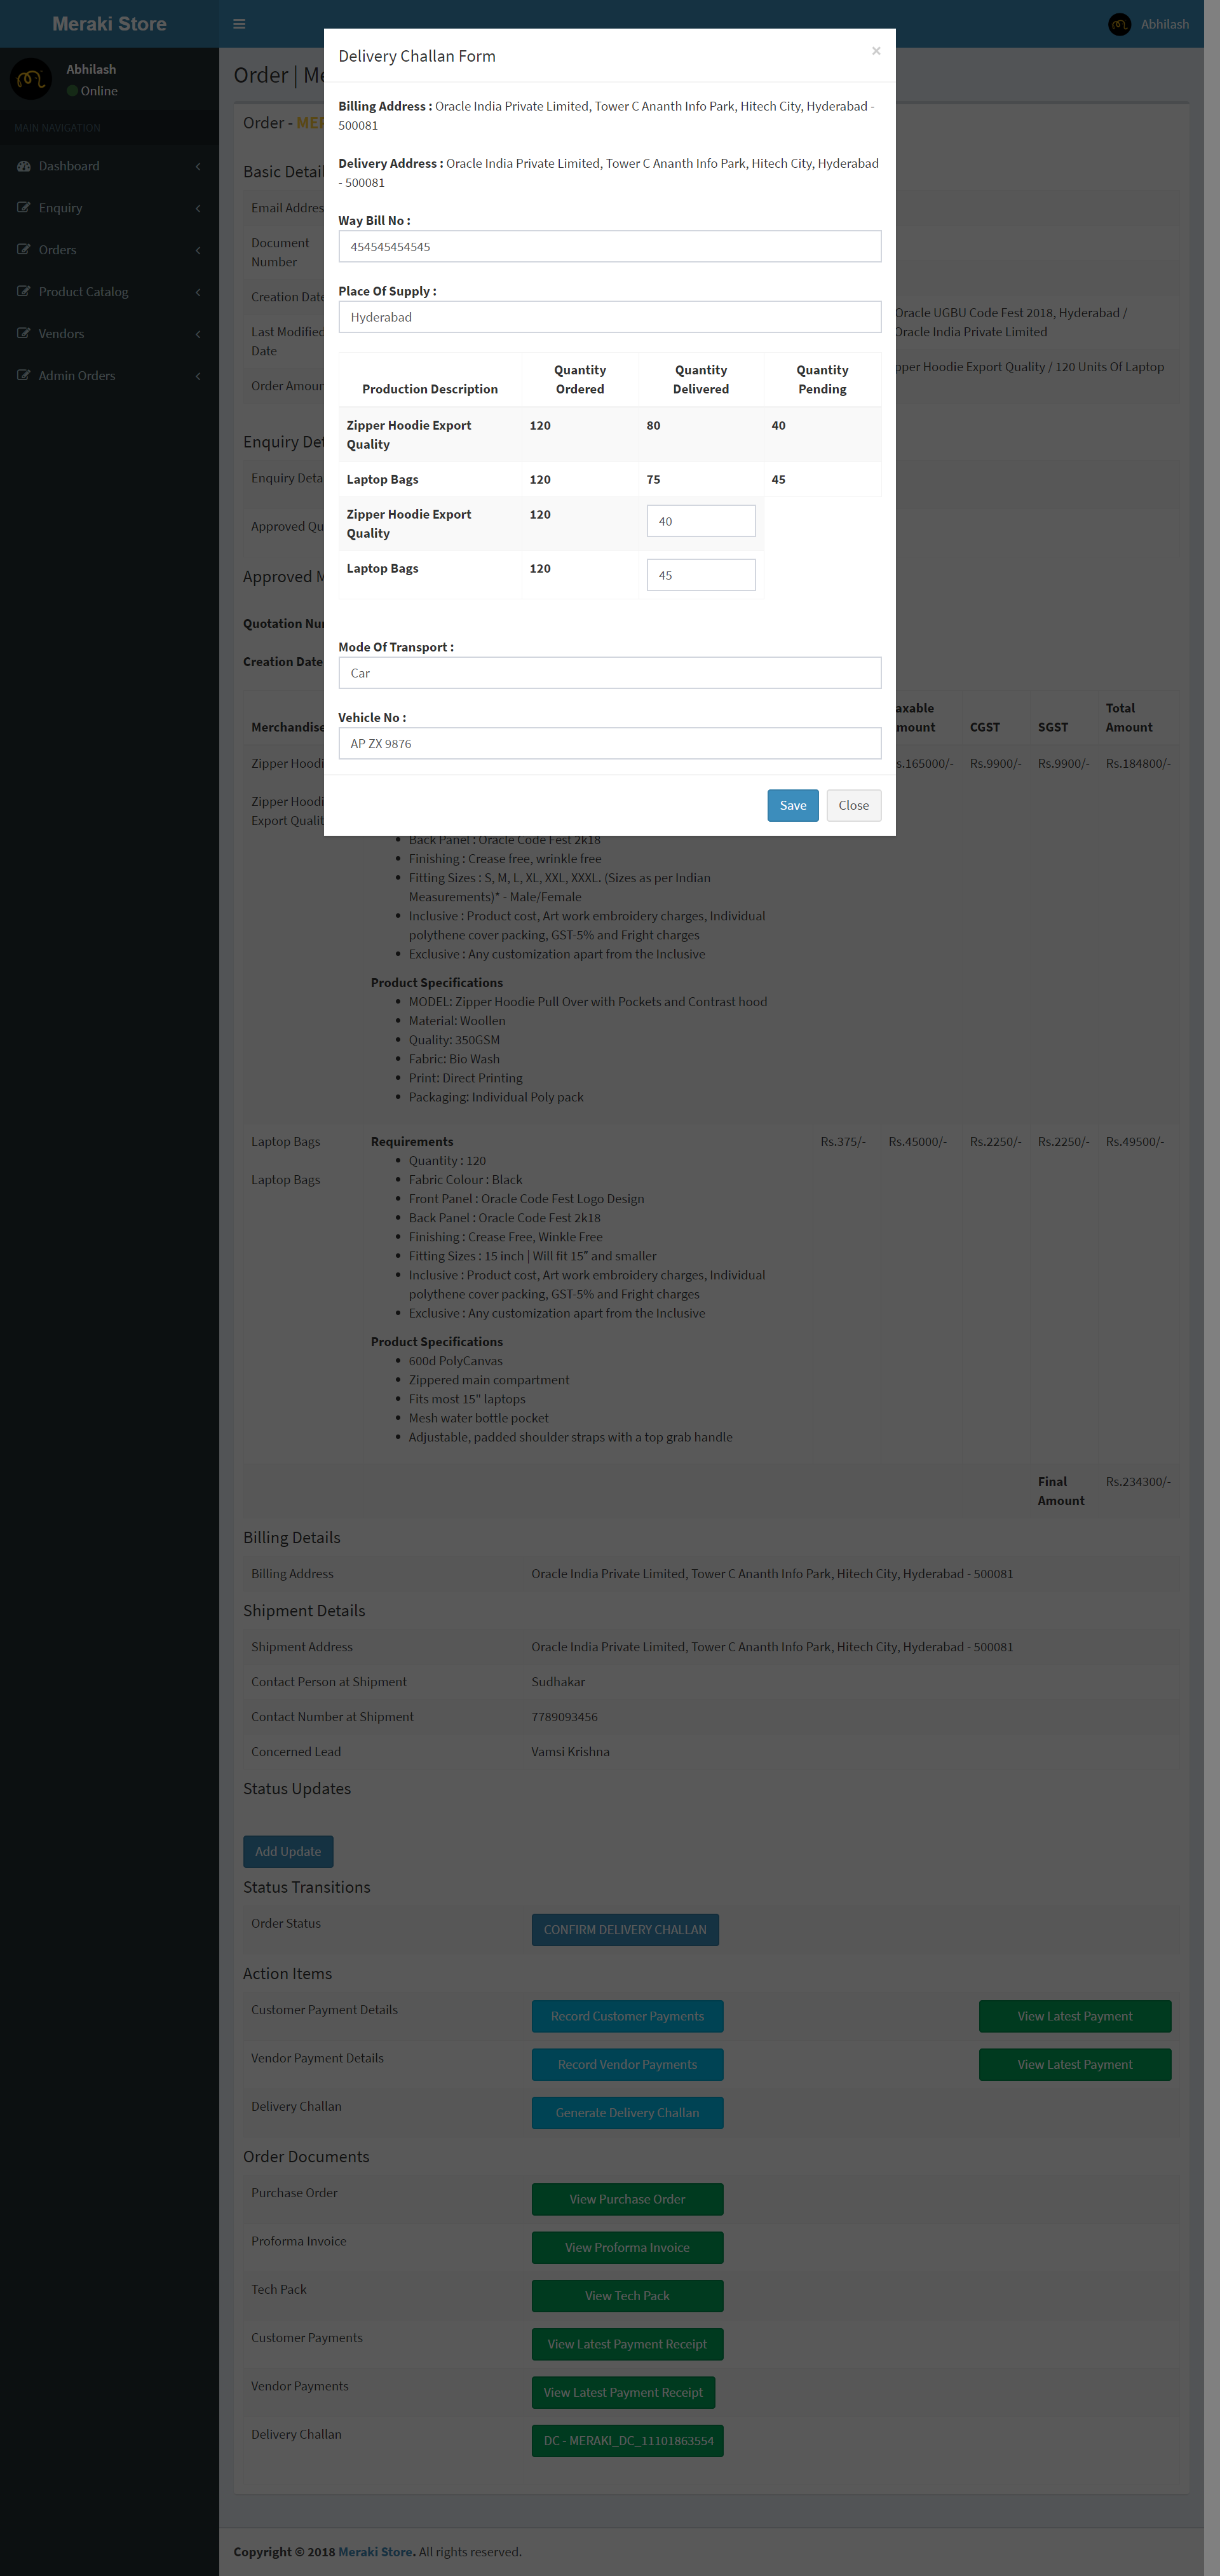 Meraki Store
Abhilash
Abhilash
Online
MAIN NAVIGATION
Dashboard
Enquiry
Orders
Product Catalog
Vendors
Admin Orders
Order | Me
Order - MER
Delivery Challan Form
×
Billing Address : Oracle India Private Limited, Tower C Ananth Info Park, Hitech City, Hyderabad -
500081
Delivery Address : Oracle India Private Limited, Tower C Ananth Info Park, Hitech City, Hyderabad
- 500081
Way Bill No :
454545454545
Place Of Supply :
Hyderabad
Production Description Quantity Ordered Quantity Delivered Quantity Pending
Zipper Hoodie Export Quality 120 80 40
Laptop Bags 120 75 45
Zipper Hoodie Export Quality 120 40
Laptop Bags 120 45
Mode Of Transport :
Car
Vehicle No :
AP ZX 9876
Save Close
Basic Detail
Email Addres
Document
Number
Creation Date
Last Modified
Date
Oracle UGBU Code Fest 2018, Hyderabad /
Oracle India Private Limited
Order Amoun
pper Hoodie Export Quality / 120 Units Of Laptop
Enquiry Det
Enquiry Deta
Approved Qu
Approved M
Quotation Nu
Creation Date
Merchandise axable mount CGST SGST Total Amount
Zipper Hoodi s.165000/- Rs.9900/- Rs.9900/- Rs.184800/-
Zipper Hoodi
Export Qualit
Back Panel : Oracle Code Fest 2k18
Finishing : Crease free, wrinkle free
Fitting Sizes : S, M, L, XL, XXL, XXXL. (Sizes as per Indian
Measurements)* - Male/Female
Inclusive : Product cost, Art work embroidery charges, Individual
polythene cover packing, GST-5% and Fright charges
Exclusive : Any customization apart from the Inclusive
Product Specifications
MODEL: Zipper Hoodie Pull Over with Pockets and Contrast hood
Material: Woollen
Quality: 350GSM
Fabric: Bio Wash
Print: Direct Printing
Packaging: Individual Poly pack
Laptop Bags Requirements Rs.375/- Rs.45000/- Rs.2250/- Rs.2250/- Rs.49500/-
Quantity : 120
Laptop Bags
Fabric Colour : Black
Front Panel : Oracle Code Fest Logo Design
Back Panel : Oracle Code Fest 2k18
Finishing : Crease Free, Winkle Free
Fitting Sizes : 15 inch | Will fit 15" and smaller
Inclusive : Product cost, Art work embroidery charges, Individual
polythene cover packing, GST-5% and Fright charges
Exclusive : Any customization apart from the Inclusive
Product Specifications
600d PolyCanvas
Zippered main compartment
Fits most 15" laptops
Mesh water bottle pocket
Adjustable, padded shoulder straps with a top grab handle
Final Amount Rs.234300/-
Billing Details
Billing Address Oracle India Private Limited, Tower C Ananth Info Park, Hitech City, Hyderabad - 500081
Shipment Details
Shipment Address Oracle India Private Limited, Tower C Ananth Info Park, Hitech City, Hyderabad - 500081
Contact Person at Shipment Sudhakar
Contact Number at Shipment 7789093456
Concerned Lead Vamsi Krishna
Status Updates
Add Update
Status Transitions
Order Status CONFIRM DELIVERY CHALLAN
Action Items
Customer Payment Details Record Customer Payments View Latest Payment
Vendor Payment Details Record Vendor Payments View Latest Payment
Delivery Challan Generate Delivery Challan
Order Documents
Purchase Order View Purchase Order
Proforma Invoice View Proforma Invoice
Tech Pack View Tech Pack
Customer Payments View Latest Payment Receipt
Vendor Payments View Latest Payment Receipt
Delivery Challan DC - MERAKI_DC_11101863554
Copyright © 2018 Meraki Store. All rights reserved.